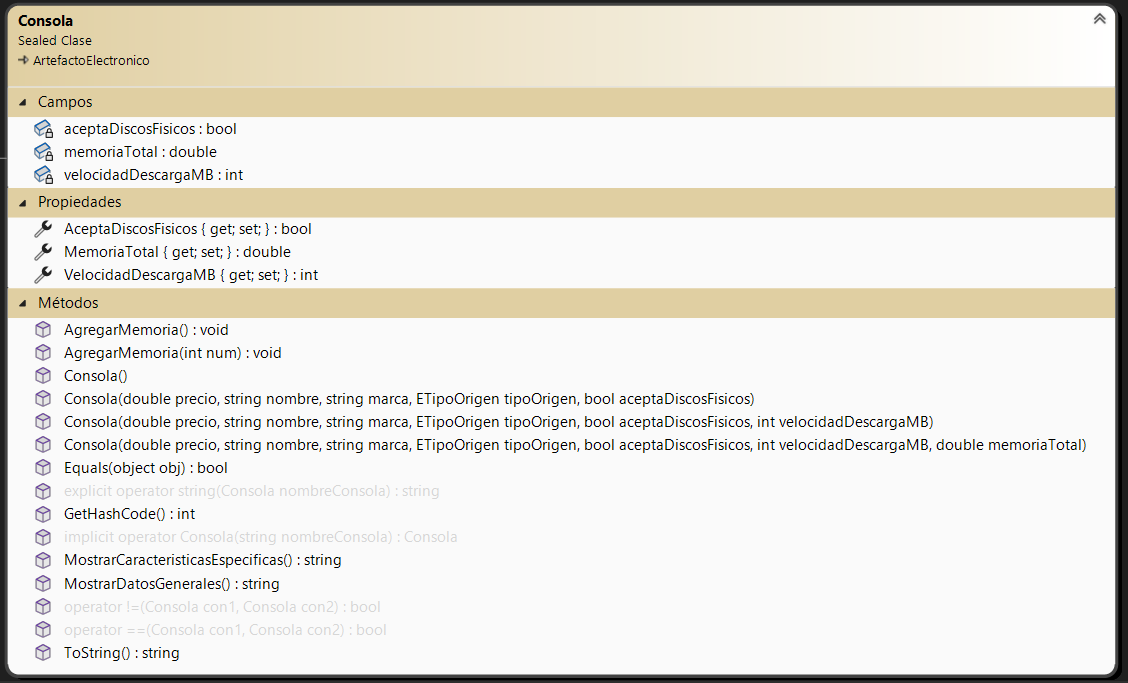 Consola
Sealed Clase
ArtefactoElectronico
Campos
aceptaDiscosFisicos : bool
memoriaTotal : double
velocidadDescargaMB : int
Propiedades
AceptaDiscosFisicos { get; set; } : bool
MemoriaTotal { get; set; } : double
VelocidadDescargaMB { get; set; } : int
Métodos
AgregarMemoria() : void
AgregarMemoria(int num) : void
Consola()
Consola(double precio, string nombre, string marca, ETipoOrigen tipoOrigen, bool aceptaDiscosFisicos)
Consola(double precio, string nombre, string marca, ETipoOrigen tipoOrigen, bool aceptaDiscosFisicos, int velocidadDescargaMB)
Consola(double precio, string nombre, string marca, ETipoOrigen tipoOrigen, bool aceptaDiscosFisicos, int velocidadDescargaMB, double memoriaTotal)
Equals(object obj) : bool
explicit operator string(Consola nombreConsola) : string
GetHashCode() : int
implicit operator Consola(string nombreConsola) : Consola
MostrarCaracteristicasEspecificas() : string
MostrarDatosGenerales() : string
operator !=(Consola con1, Consola con2) : bool
operator ==(Consola con1, Consola con2) : bool
ToString() : string